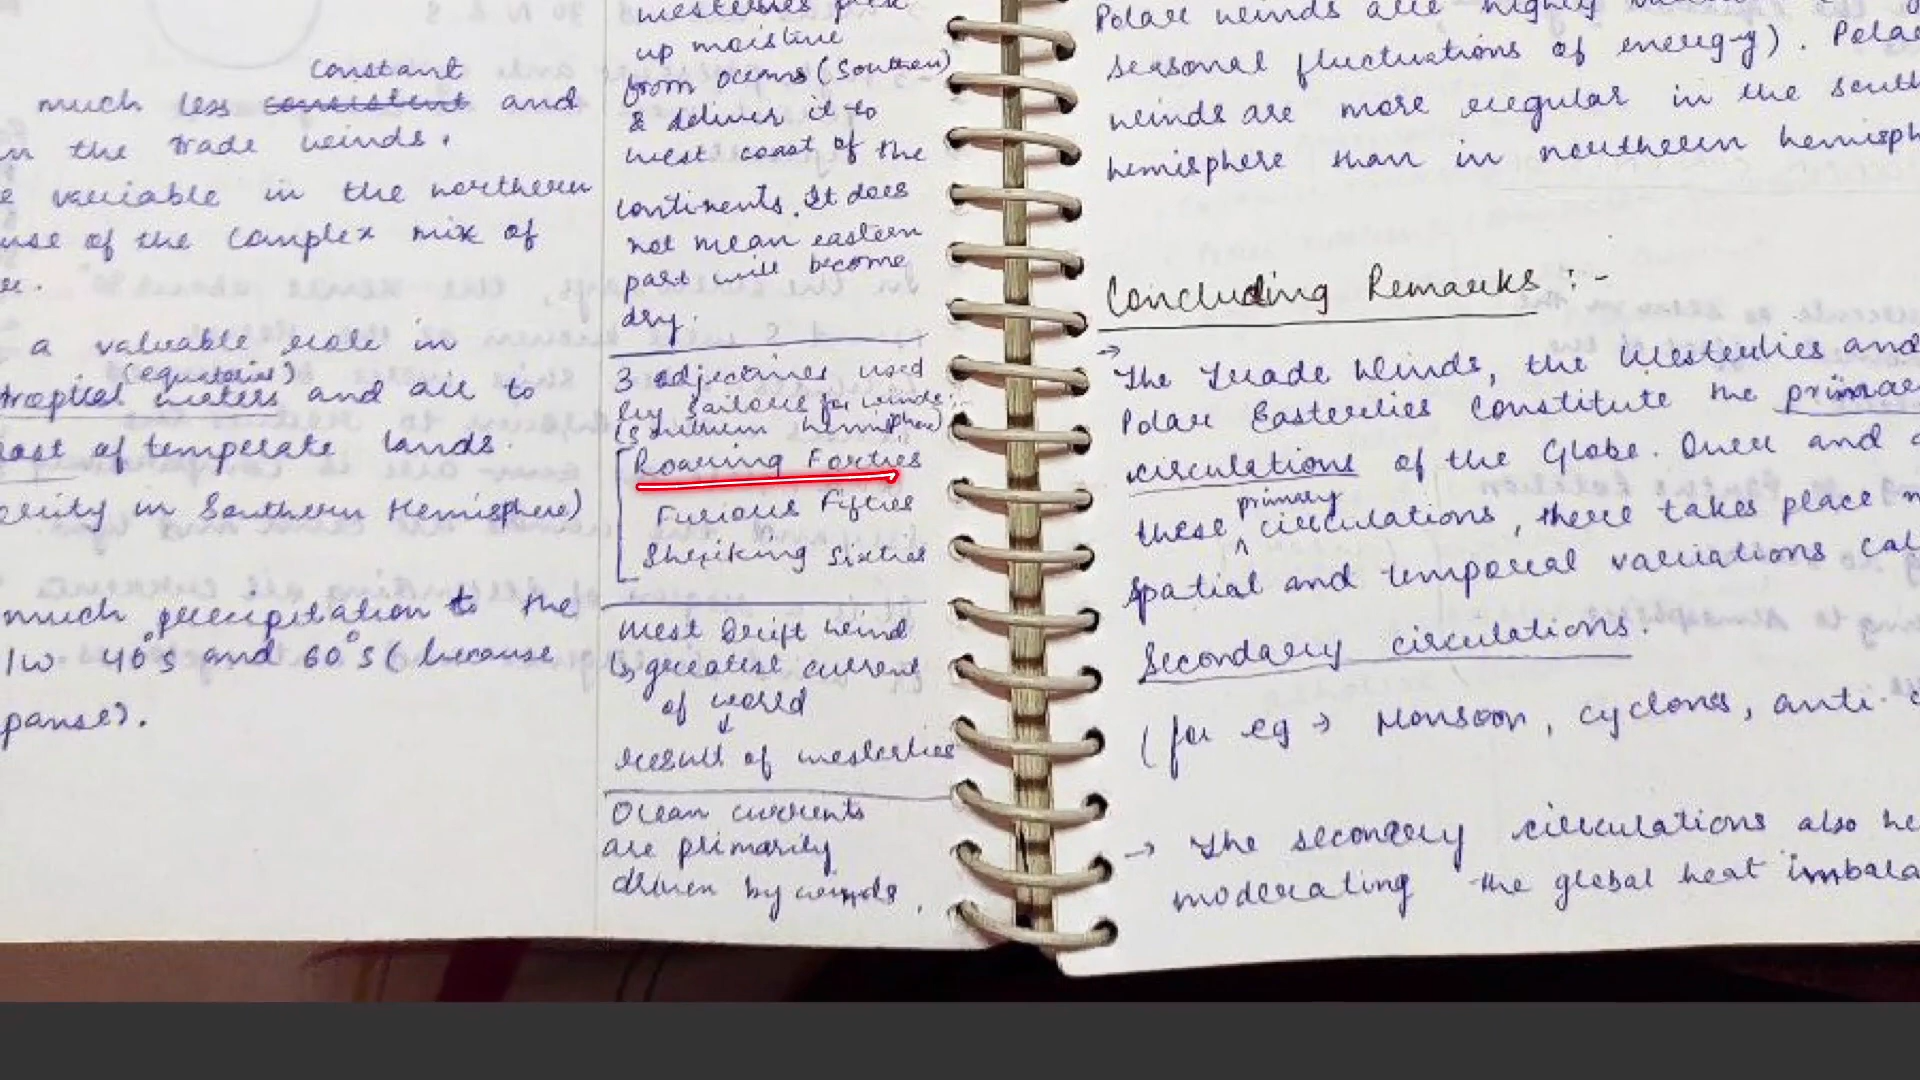 constant
much less consistent and
the trade winds.
variable in the northern
use of the complex mix of
a valuable role in
(equatorial)
tropical waters and air to
of temperate lands.
in Southern Hemisphere)
much precipitation to the
b/w 40°S and 60°S (because
westerlies pick
up moisture
from oceans (Southern)
& deliver it to
west coast of the
continents. It does
not mean eastern
part will become
dry.
3 adjectives used
by sailors for winds:-
(southern hemisphere)
Roaring Forties
Furious Fifties
Shrieking Sixties
West Drift Wind
↳ greatest current
of world
↓
result of westerlies
Ocean currents
are primarily
driven by winds.
Polar winds are highly
seasonal fluctuations of energy). Polar
winds are more regular in the south
hemisphere than in northern hemisph
Concluding Remarks :-
→ The Trade Winds, the Westerlies and
Polar Easterlies constitute the primar
circulations of the Globe. Over and
primary
these ^ circulations, there takes place
spatial and temporal variations cal
Secondary circulations.
(for eg → Monsoon, cyclones, anti-c
→ The secondary circulations also he
moderating the global heat imbala